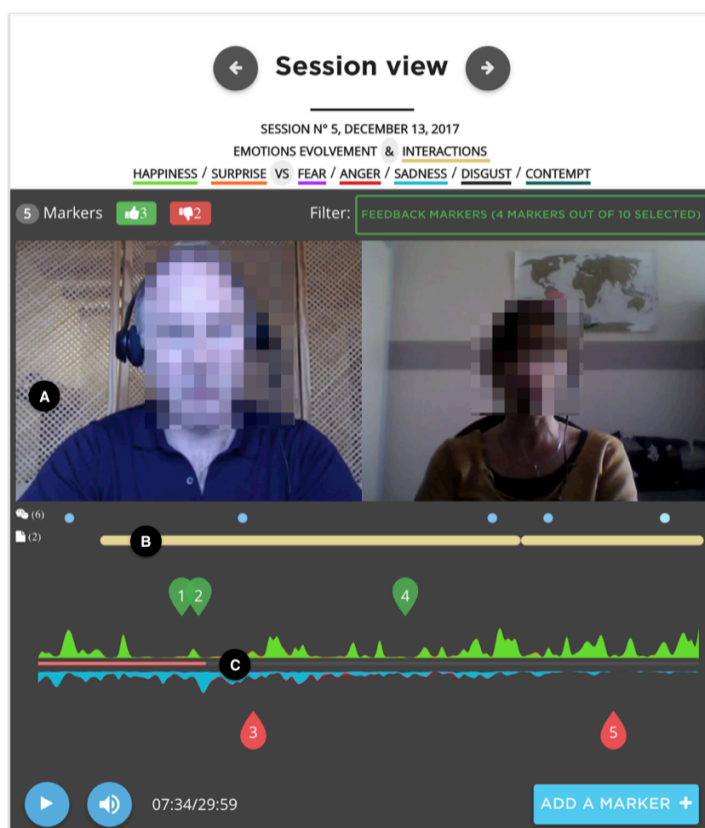 Session view
SESSION N° 5, DECEMBER 13, 2017
EMOTIONS EVOLVEMENT & INTERACTIONS
HAPPINESS / SURPRISE VS FEAR / ANGER / SADNESS / DISGUST / CONTEMPT
5 Markers 3 2 Filter: FEEDBACK MARKERS (4 MARKERS OUT OF 10 SELECTED)
A
(6)
(2) B
1 2 4
C
3 5
07:34/29:59 ADD A MARKER +